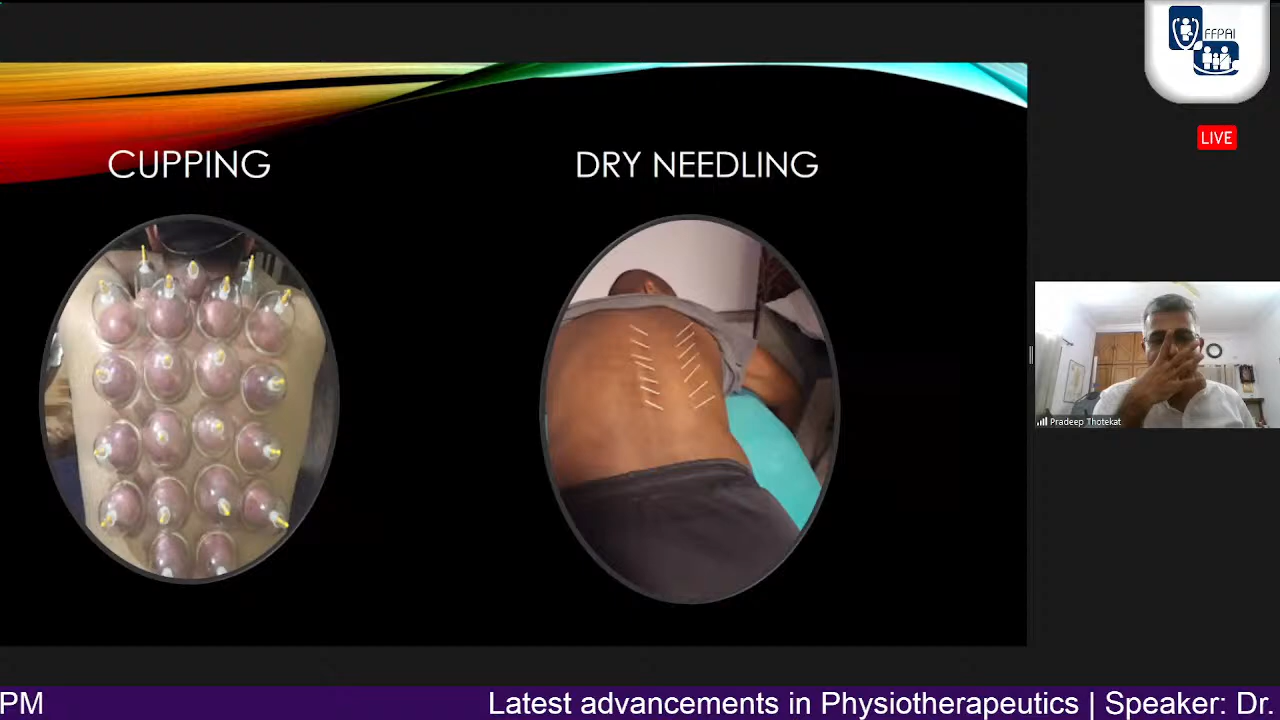 FFPAI
LIVE
CUPPING
DRY NEEDLING
Pradeep Thotekat
PM
Latest advancements in Physiotherapeutics | Speaker: Dr.